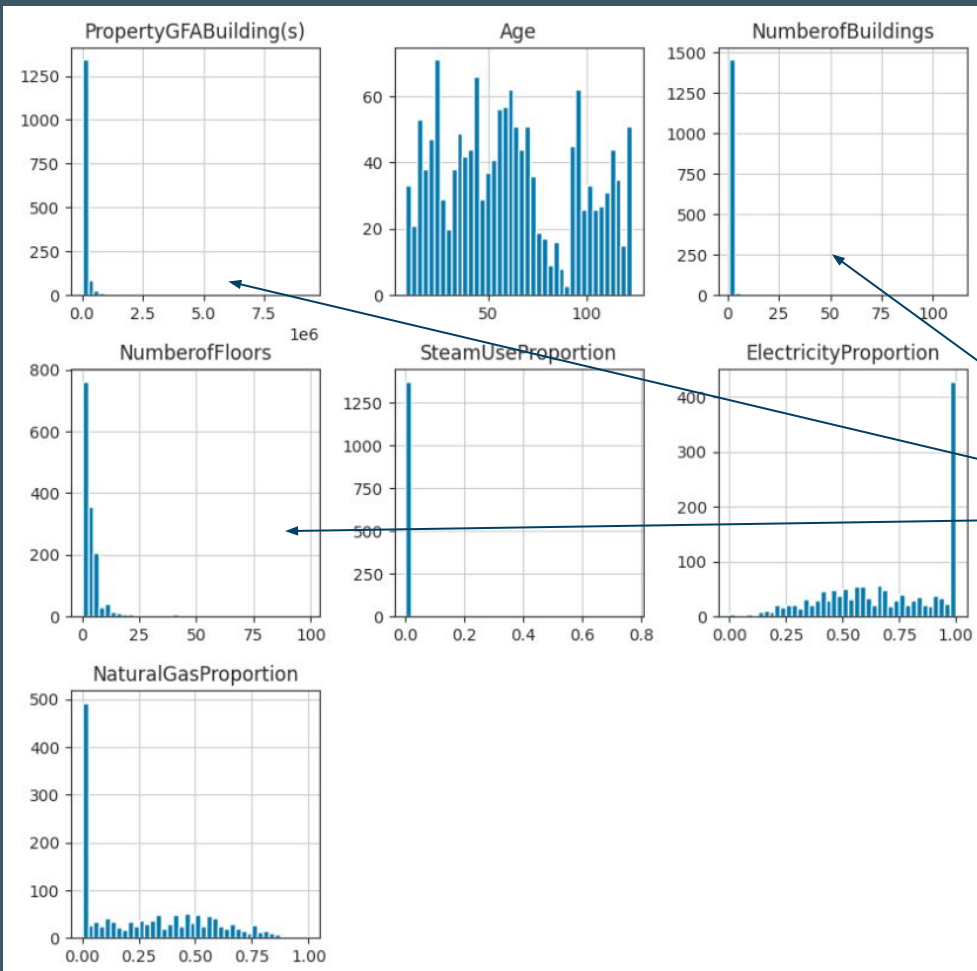 PropertyGFABuilding(s)
1250
1000
750
500
250
0
0.0 2.5 5.0 7.5
1e6
Age
60
40
20
0
50 100
NumberofBuildings
1500
1250
1000
750
500
250
0
0 25 50 75 100
NumberofFloors
800
600
400
200
0
0 25 50 75 100
SteamUseProportion
1250
1000
750
500
250
0
0.0 0.2 0.4 0.6 0.8
ElectricityProportion
400
300
200
100
0
0.00 0.25 0.50 0.75 1.00
NaturalGasProportion
500
400
300
200
100
0
0.00 0.25 0.50 0.75 1.00